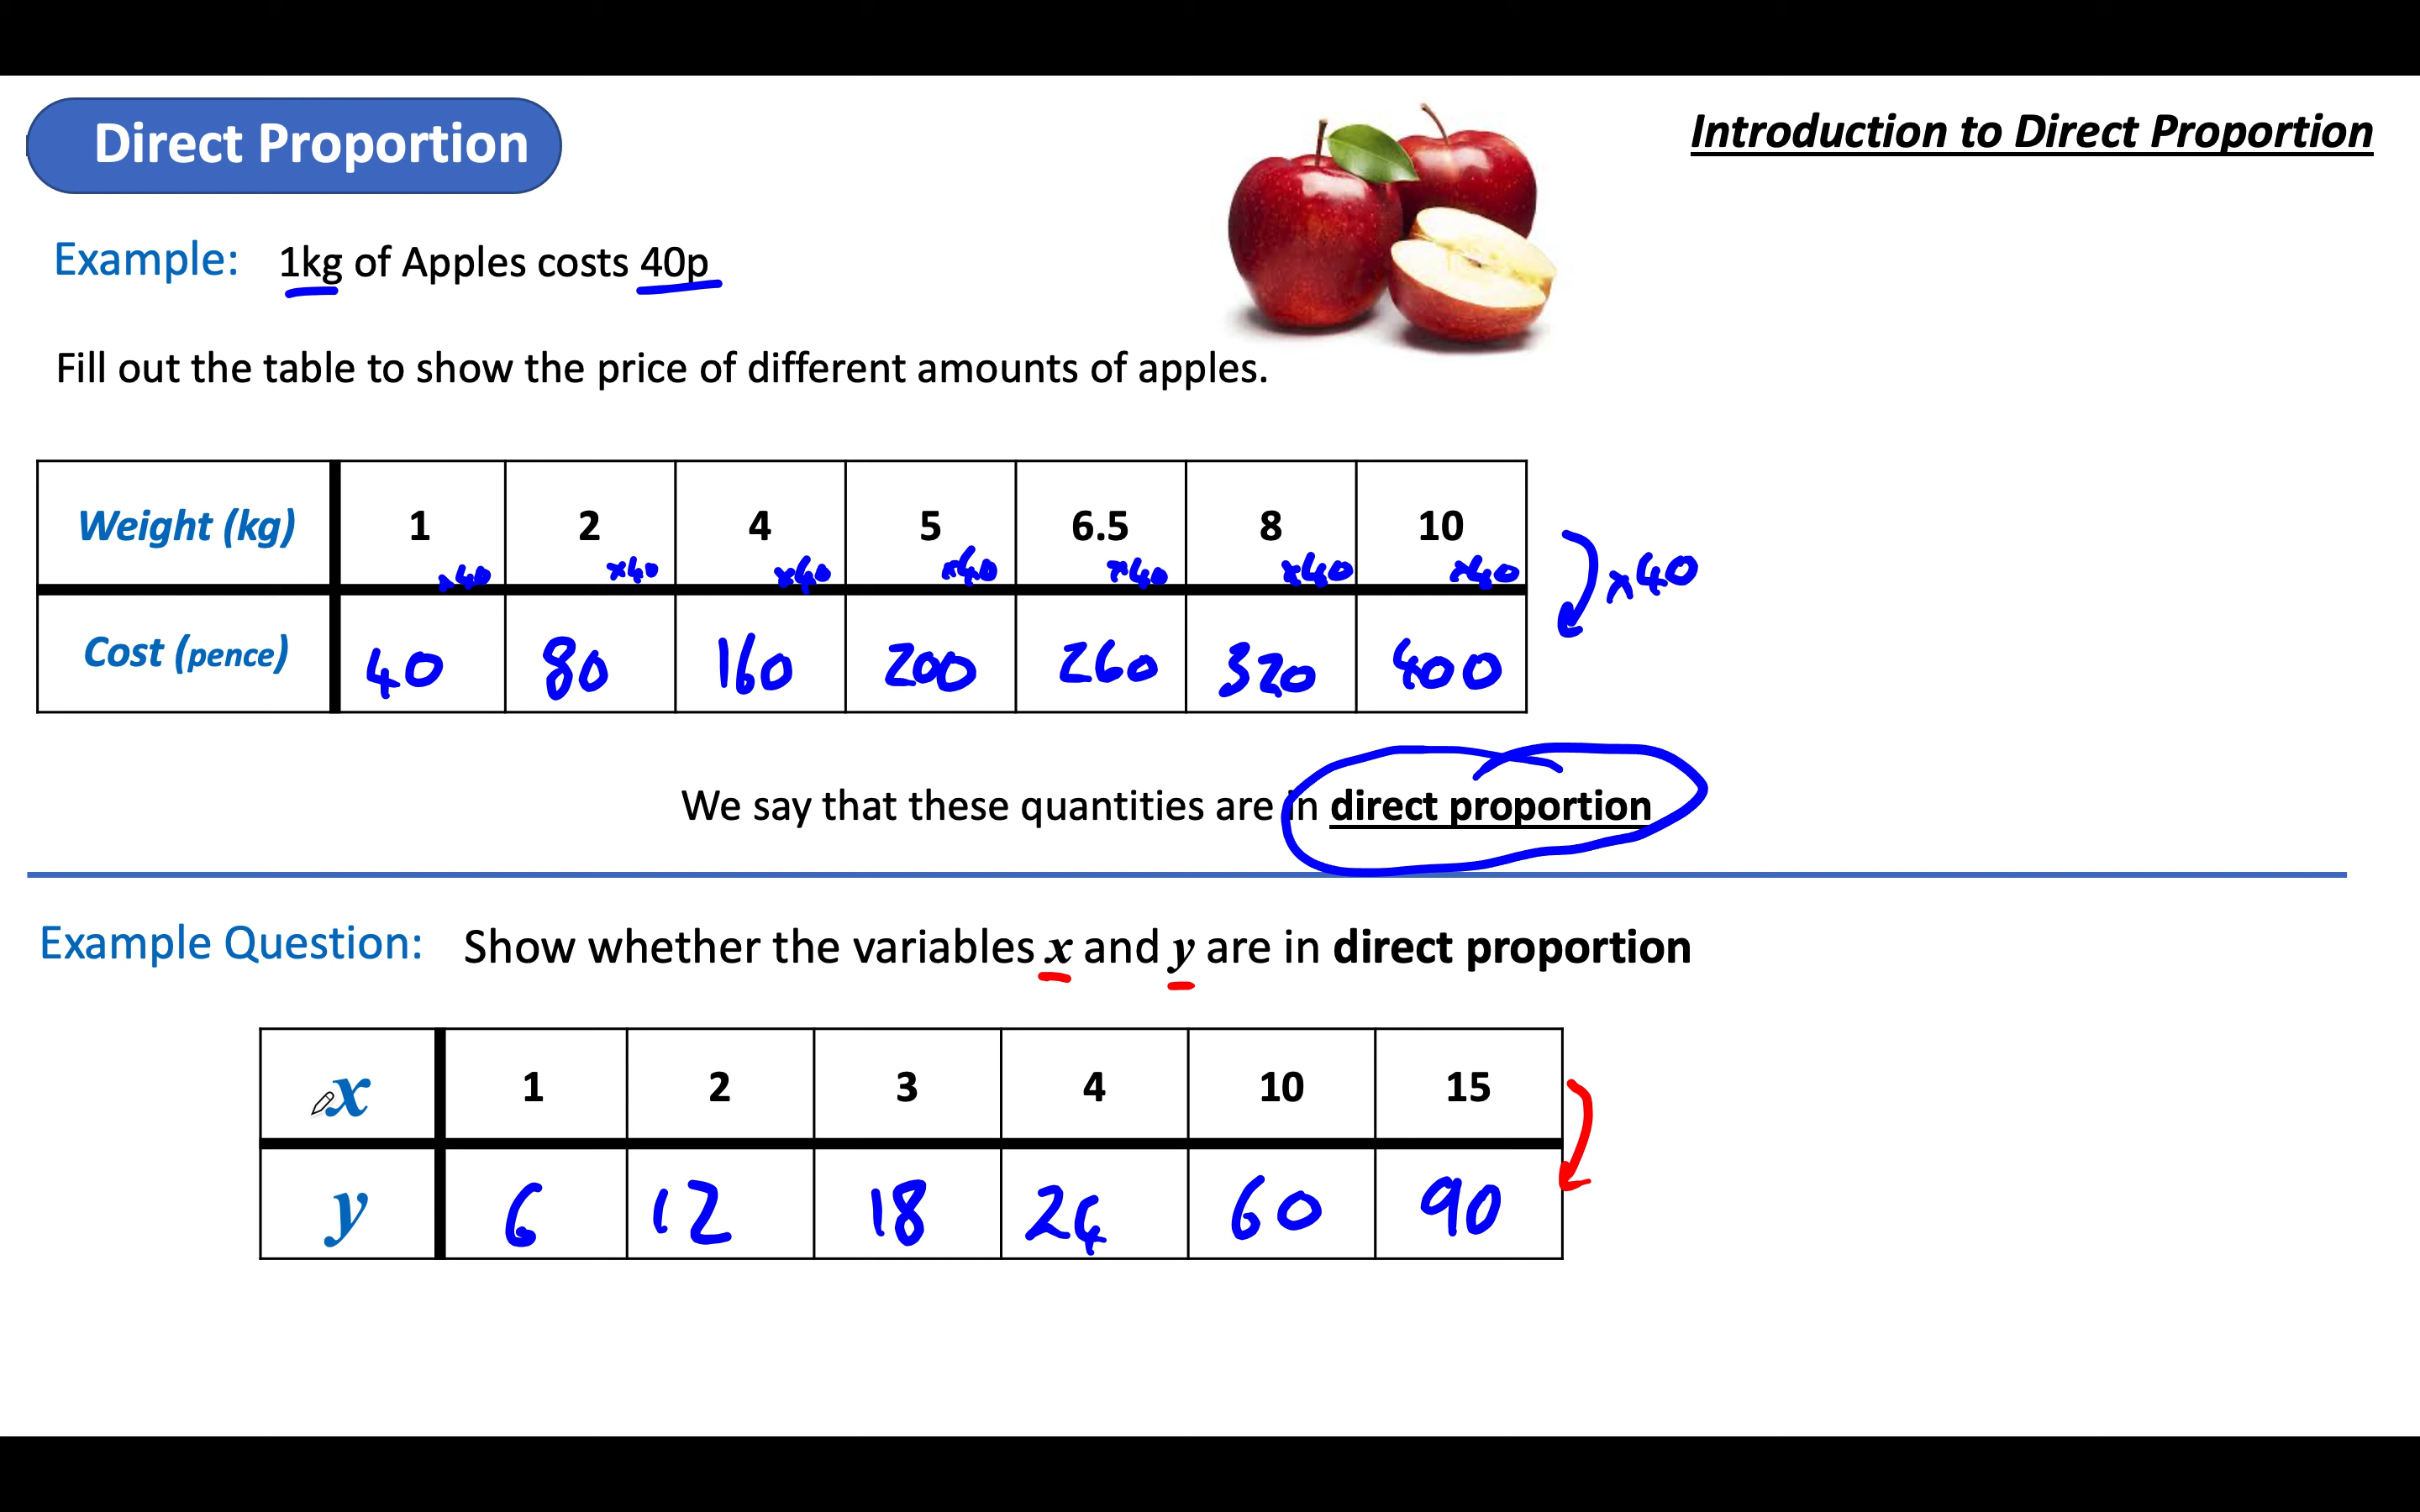 Direct Proportion
Introduction to Direct Proportion
Example: 1kg of Apples costs 40p
Fill out the table to show the price of different amounts of apples.
Weight (kg) 1 2 4 5 6.5 8 10
×40 ×40 ×40 ×40 ×40 ×40 ×40 ×40
Cost (pence) 40 80 160 200 260 320 400
We say that these quantities are in direct proportion
Example Question: Show whether the variables x and y are in direct proportion
x 1 2 3 4 10 15
y 6 12 18 24 60 90